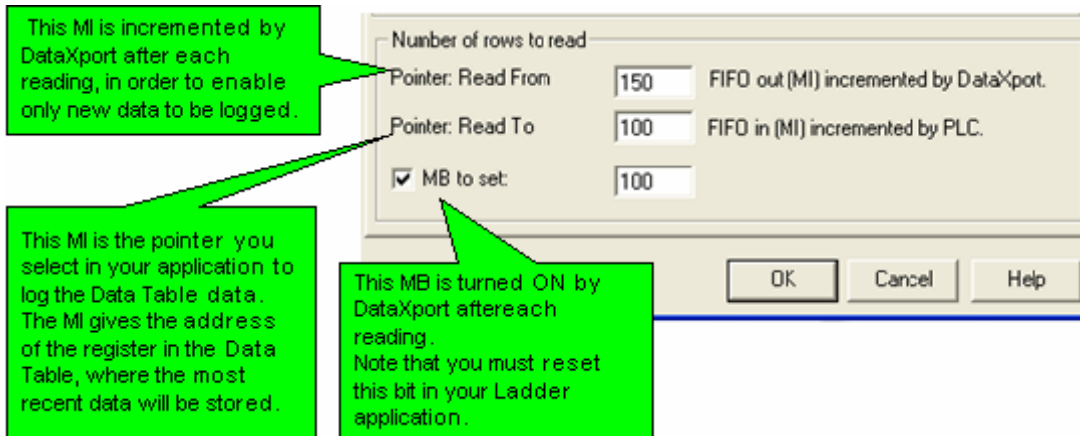 This MI is incremented by
DataXport after each
reading, in order to enable
only new data to be logged.
Number of rows to read
Pointer: Read From 150 FIFO out (MI) incremented by DataXport.
Pointer: Read To 100 FIFO in (MI) incremented by PLC.
MB to set: 100
This MI is the pointer you
select in your application to
log the Data Table data.
The MI gives the address
of the register in the Data
Table, where the most
recent data will be stored.
This MB is turned ON by
DataXport aftereach
reading.
Note that you must reset
this bit in your Ladder
application.
OK Cancel Help